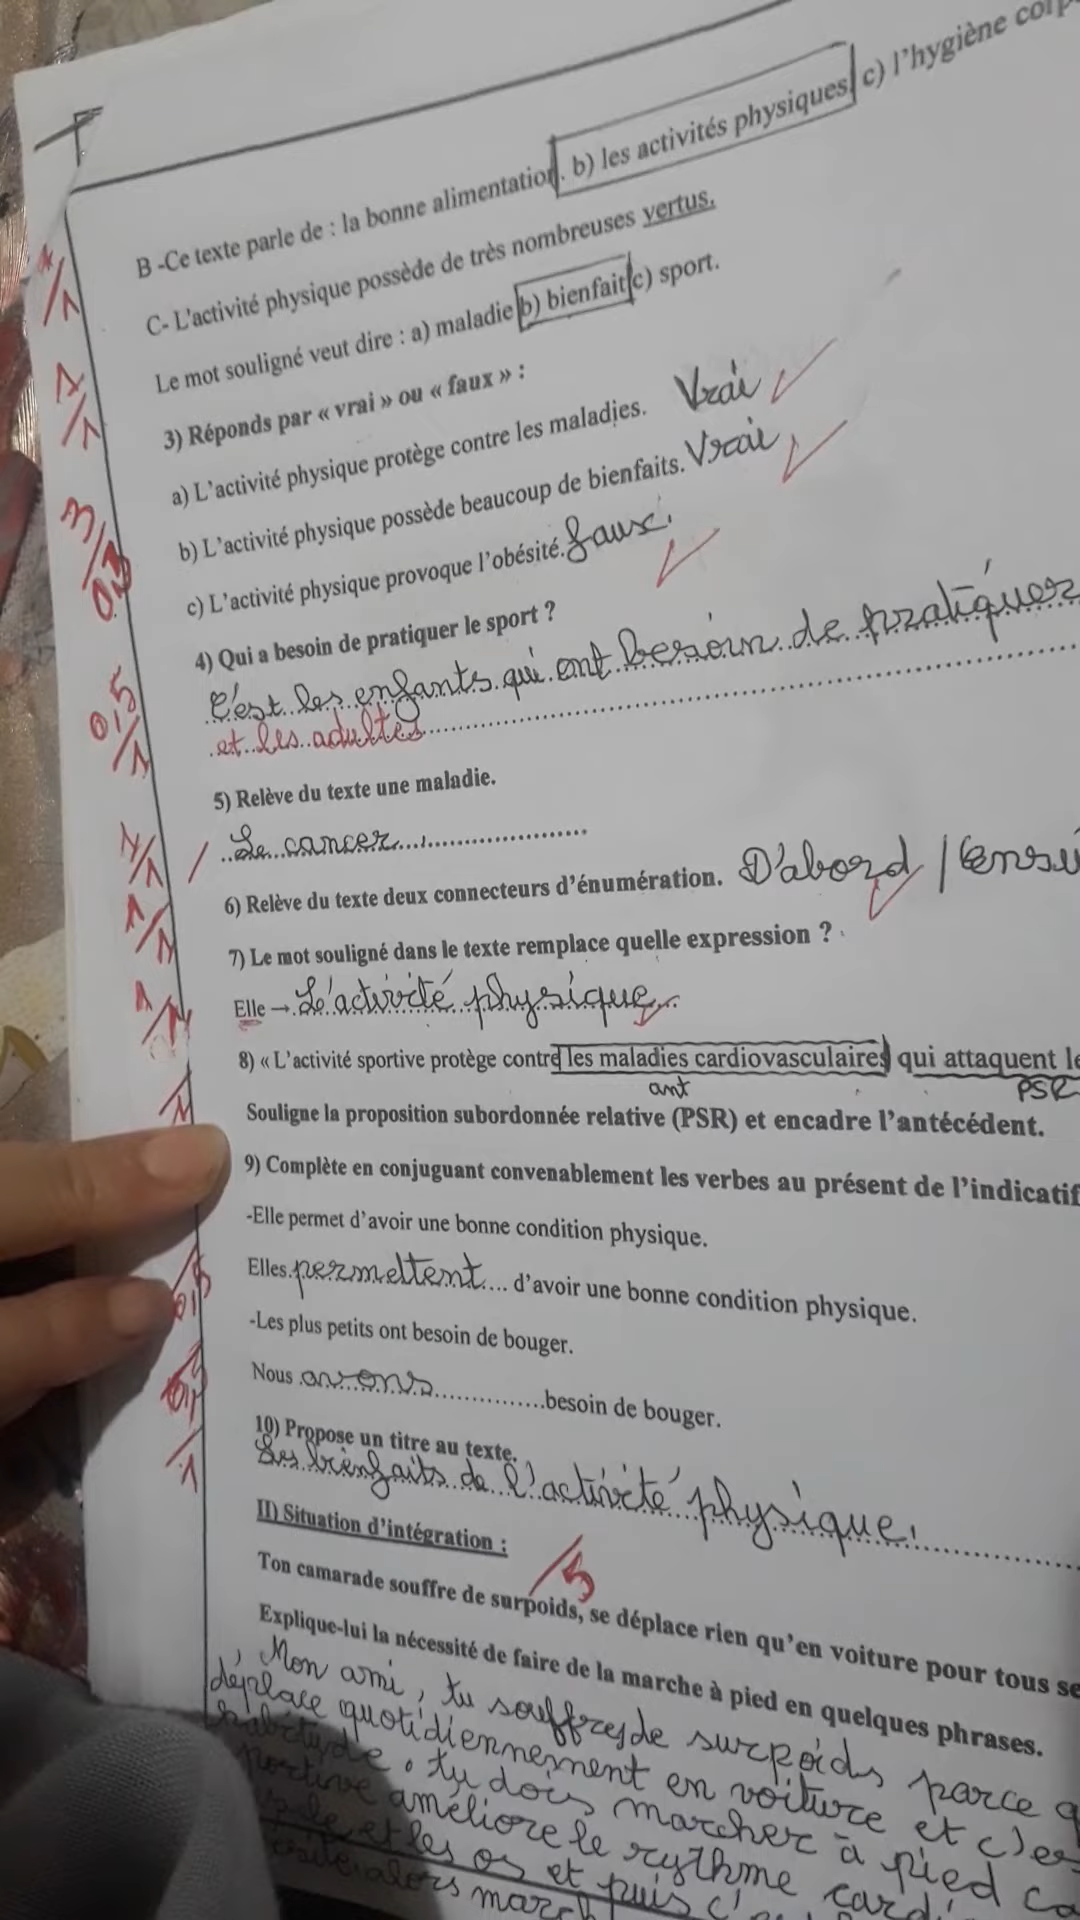 B -Ce texte parle de : la bonne alimentation. b) les activités physiques c) l'hygiène
C- L'activité physique possède de très nombreuses vertus.
Le mot souligné veut dire : a) maladie b) bienfait c) sport.
3) Réponds par « vrai » ou « faux » :
a) L'activité physique protège contre les maladies. Vrai
b) L'activité physique possède beaucoup de bienfaits. Vrai
c) L'activité physique provoque l'obésité. faux.
4) Qui a besoin de pratiquer le sport ?
C'est les enfants qui ont besoin de pratiquer
et les adultes
5) Relève du texte une maladie.
Le cancer
6) Relève du texte deux connecteurs d'énumération. D'abord /
7) Le mot souligné dans le texte remplace quelle expression ?
Elle → L'activité physique
8) « L'activité sportive protège contre les maladies cardiovasculaires qui attaquent
ant PSR
Souligne la proposition subordonnée relative (PSR) et encadre l'antécédent.
9) Complète en conjuguant convenablement les verbes au présent de l'indicatif
-Elle permet d'avoir une bonne condition physique.
Elles permettent d'avoir une bonne condition physique.
-Les plus petits ont besoin de bouger.
Nous avons besoin de bouger.
10) Propose un titre au texte.
Les bienfaits de l'activité physique.
II) Situation d'intégration :
/5
Ton camarade souffre de surpoids, se déplace rien qu'en voiture pour tous
Explique-lui la nécessité de faire de la marche à pied en quelques phrases.
Mon ami, tu souffres de surpoids parce
déplace quotidiennement en voiture et
habitude. tu dois marcher à pied
améliore le rythme
et les os et puis
alors